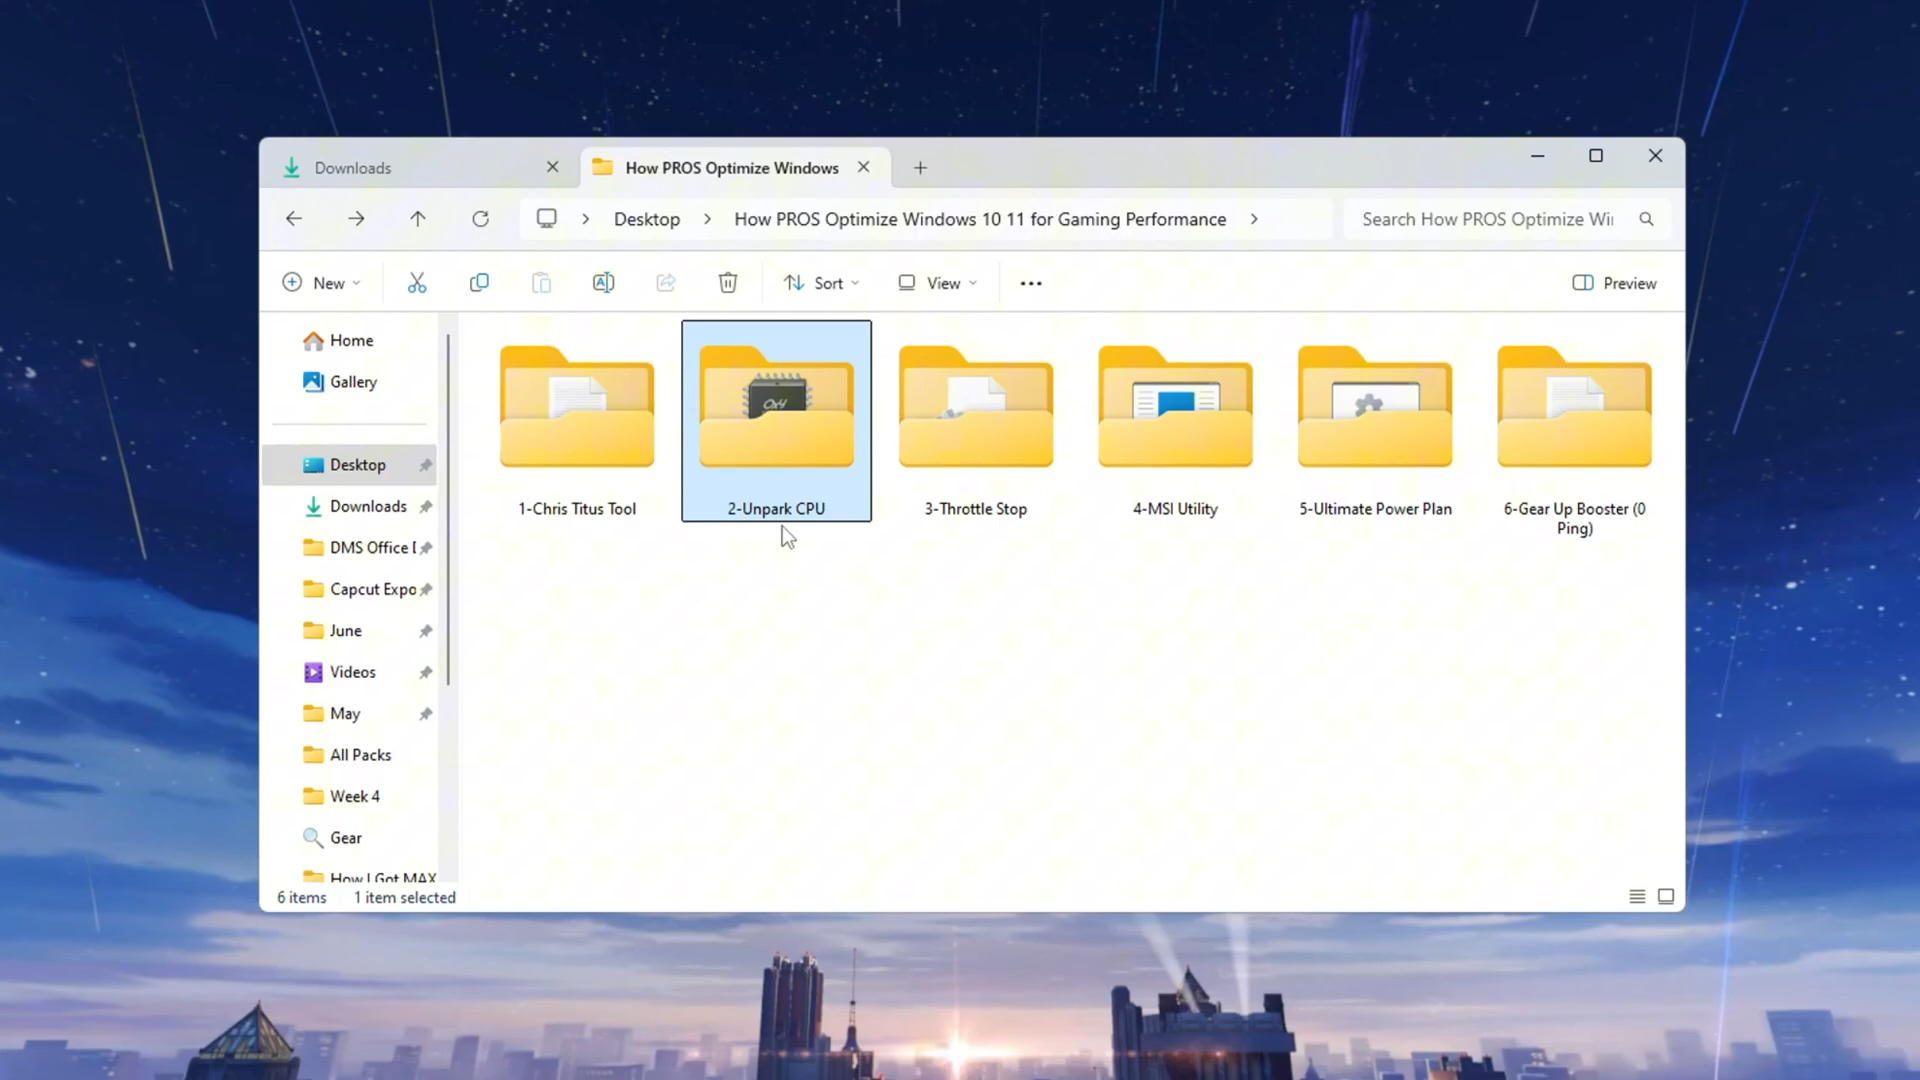 Downloads
How PROS Optimize Windows
Desktop
How PROS Optimize Windows 10 11 for Gaming Performance
Search How PROS Optimize Wi
New
Sort
View
Preview
Home
Gallery
Desktop
Downloads
DMS Office
Capcut Expo
June
Videos
May
All Packs
Week 4
Gear
How I Got MAX
Oxy
1-Chris Titus Tool
2-Unpark CPU
3-Throttle Stop
4-MSI Utility
5-Ultimate Power Plan
6-Gear Up Booster (0
Ping)
6 items
1 item selected